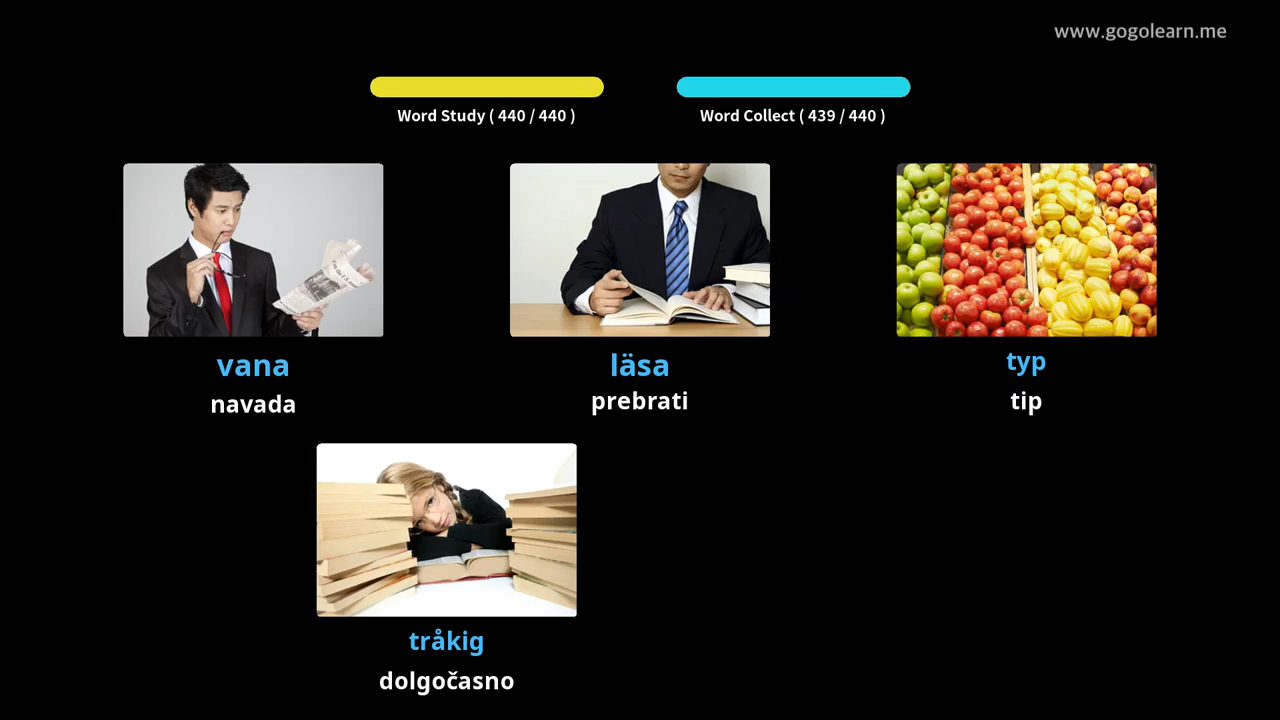 www.gogolearn.me
Word Study ( 440 / 440 )
Word Collect ( 439 / 440 )
vana
navada
läsa
prebrati
typ
tip
tråkig
dolgočasno